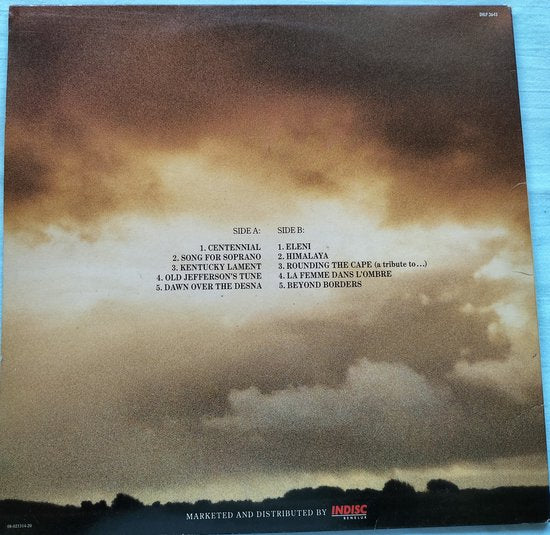 DILF 2645
SIDE A:
1. CENTENNIAL
2. SONG FOR SOPRANO
3. KENTUCKY LAMENT
4. OLD JEFFERSON'S TUNE
5. DAWN OVER THE DESNA
SIDE B:
1. ELENI
2. HIMALAYA
3. ROUNDING THE CAPE (a tribute to...)
4. LA FEMME DANS L'OMBRE
5. BEYOND BORDERS
MARKETED AND DISTRIBUTED BY INDISC
BENELUX